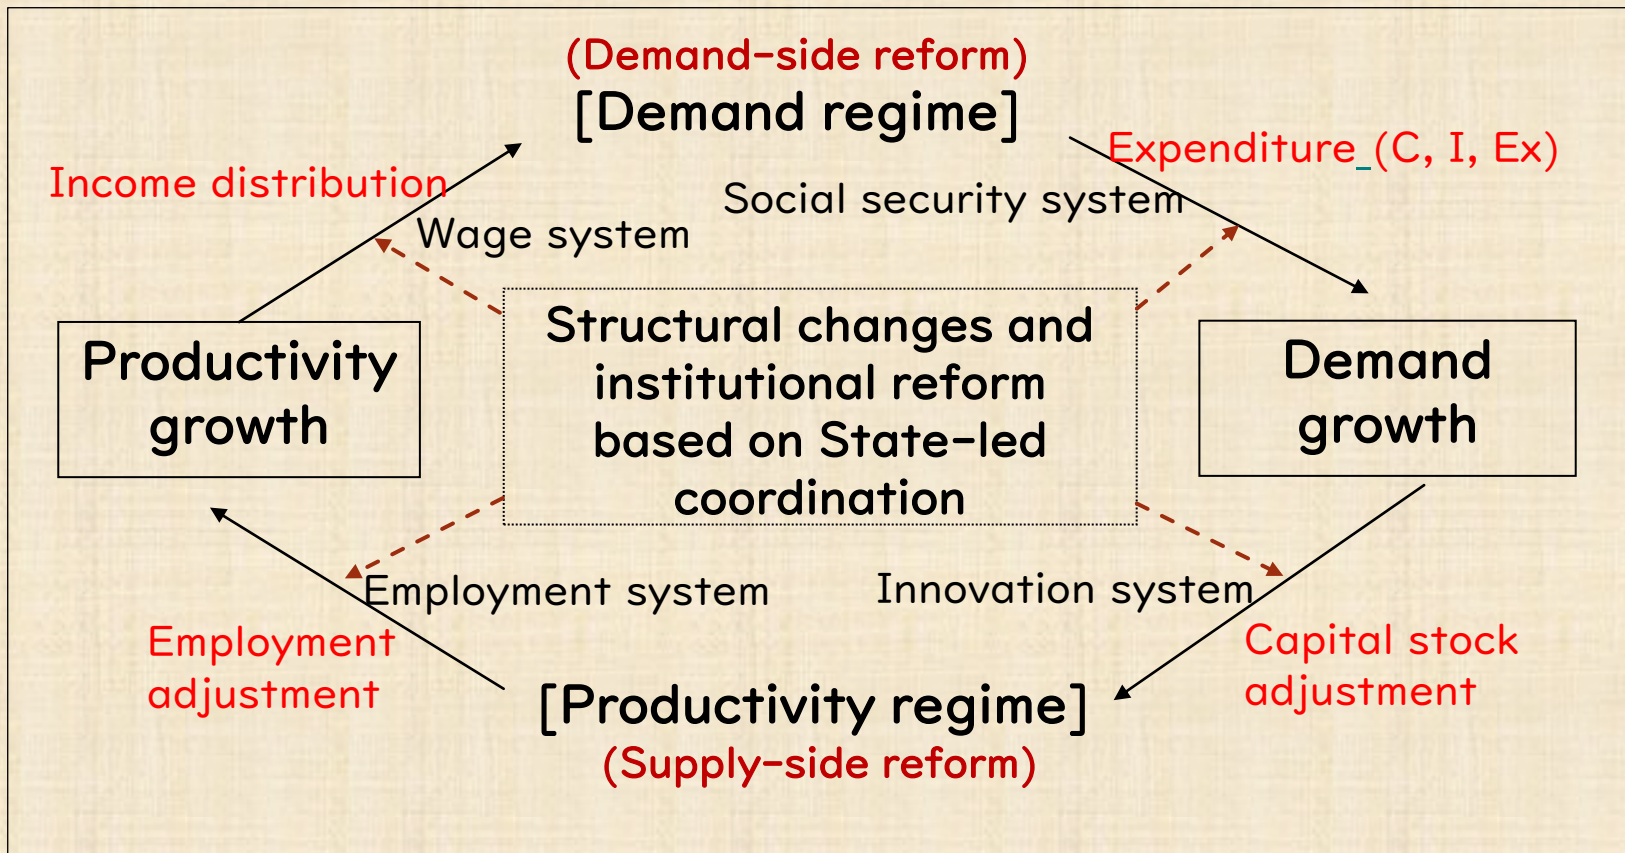 (Demand-side reform)
[Demand regime]
Expenditure (C, I, Ex)
Income distribution
Social security system
Wage system
Structural changes and
institutional reform
based on State-led
coordination
Productivity
growth
Demand
growth
Employment system
Innovation system
Employment
adjustment
Capital stock
adjustment
[Productivity regime]
(Supply-side reform)